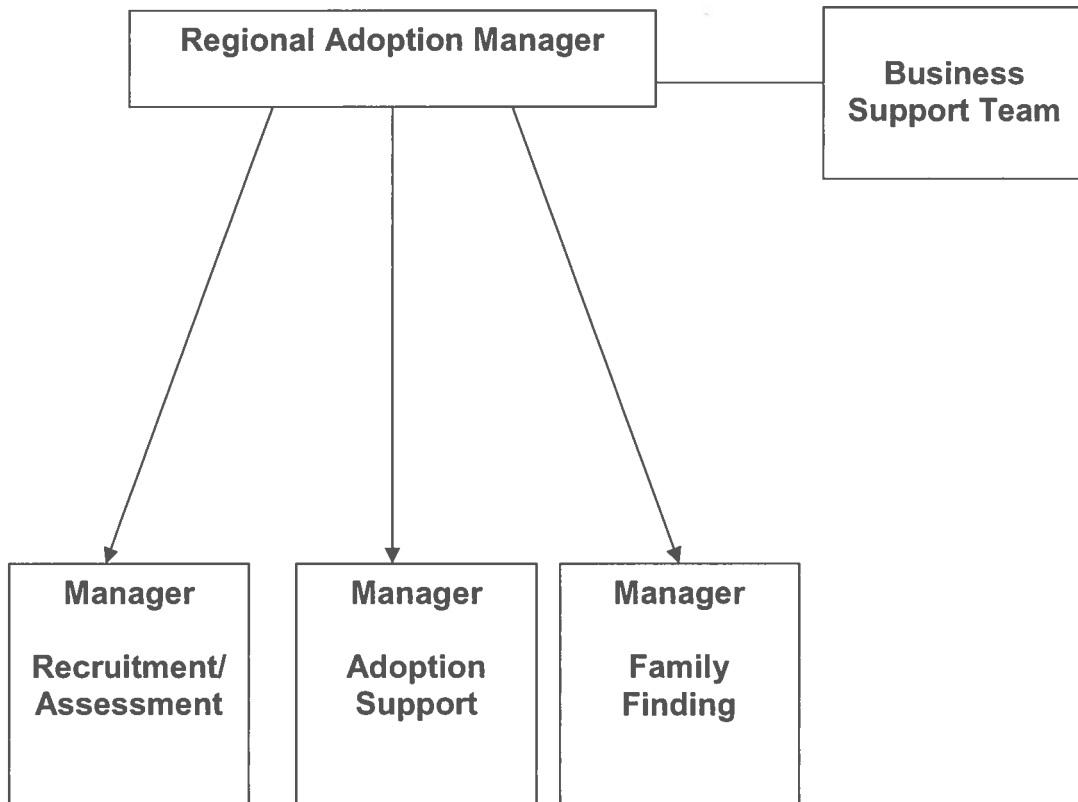 Regional Adoption Manager
Business
Support Team
Manager
Recruitment/
Assessment
Manager
Adoption
Support
Manager
Family
Finding